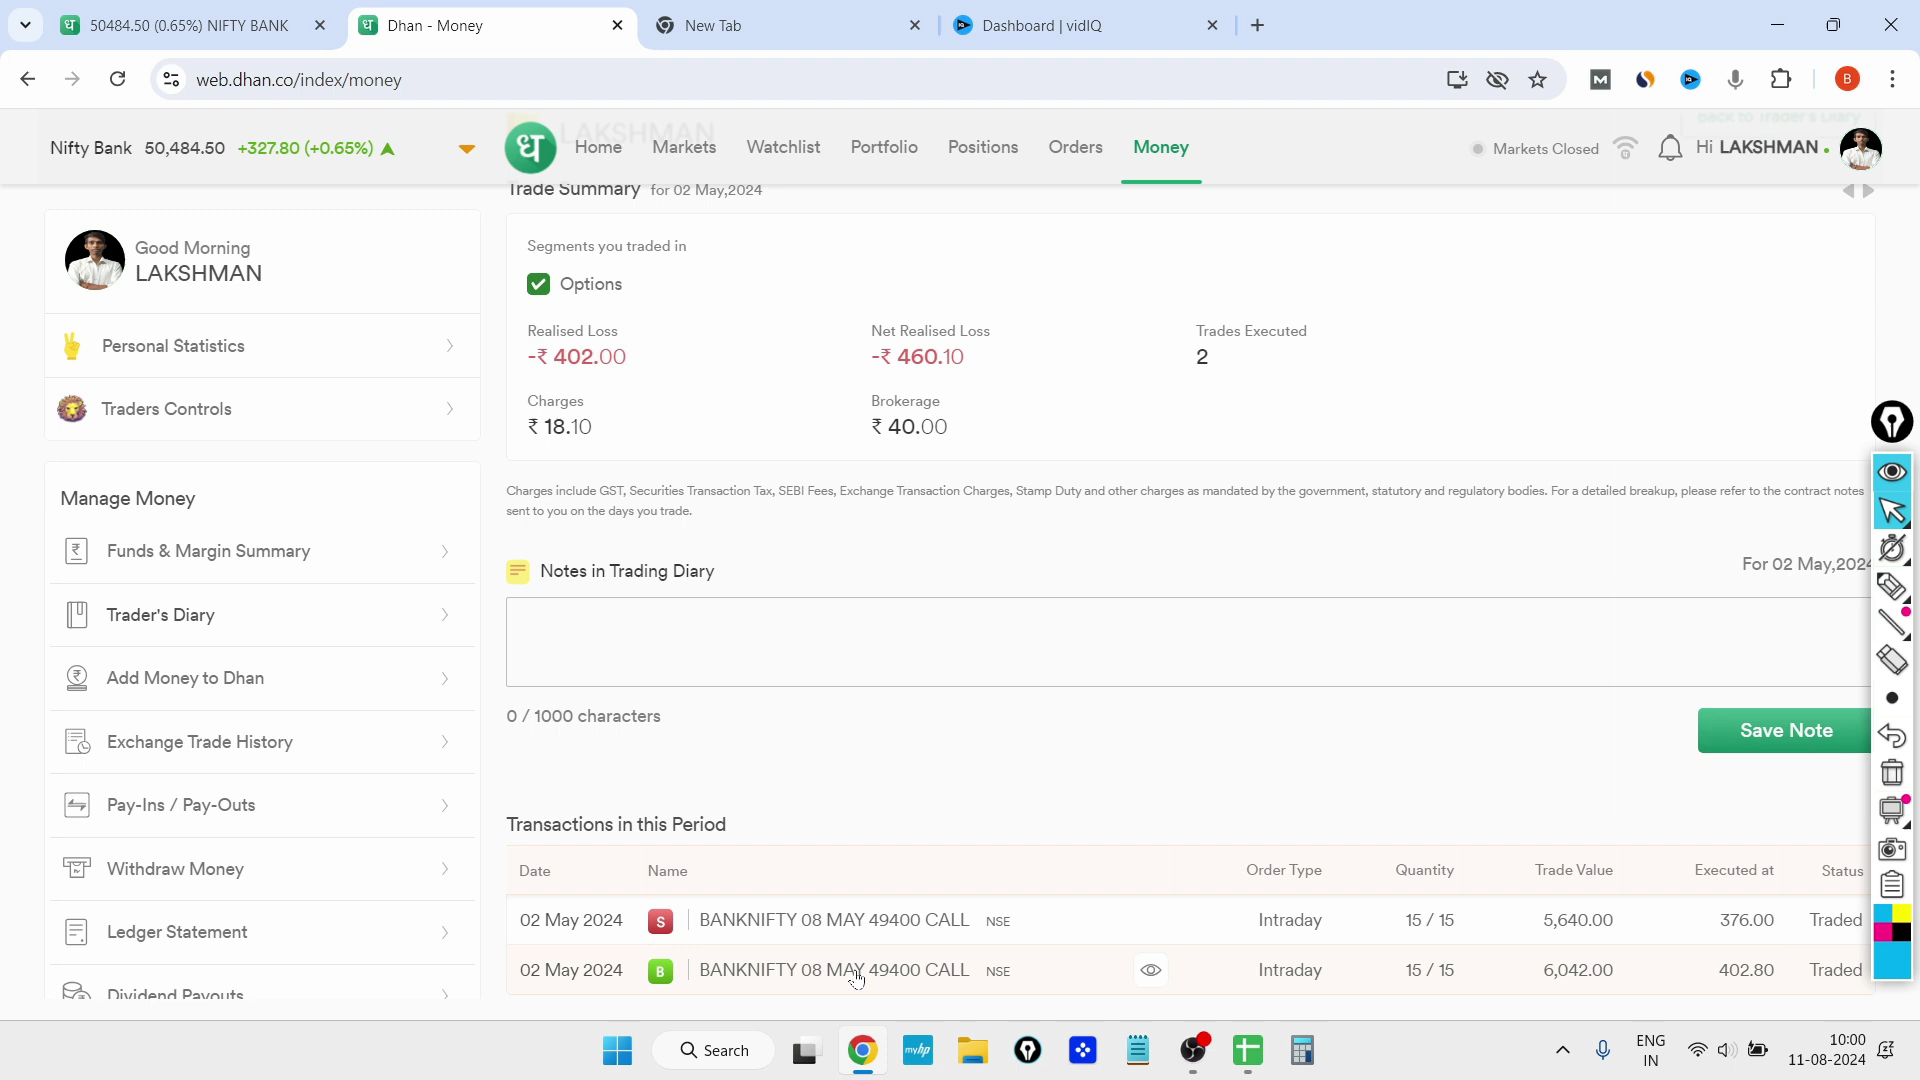 50484.50 (0.65%) NIFTY BANK
Dhan - Money
New Tab
Dashboard | vidIQ
web.dhan.co/index/money
B
Back to Trader's Diary
LAKSHMAN
Nifty Bank 50,484.50 +327.80 (+0.65%)
ध
Home Markets Watchlist Portfolio Positions Orders Money
Markets Closed
Hi LAKSHMAN
Trade Summary for 02 May,2024
Good Morning
LAKSHMAN
Personal Statistics
Traders Controls
Manage Money
Funds & Margin Summary
Trader's Diary
Add Money to Dhan
Exchange Trade History
Pay-Ins / Pay-Outs
Withdraw Money
Ledger Statement
Dividend Payouts
Segments you traded in
Options
Realised Loss Net Realised Loss Trades Executed
-₹ 402.00 -₹ 460.10 2
Charges Brokerage
₹ 18.10 ₹ 40.00
Charges include GST, Securities Transaction Tax, SEBI Fees, Exchange Transaction Charges, Stamp Duty and other charges as mandated by the government, statutory and regulatory bodies. For a detailed breakup, please refer to the contract notes
sent to you on the days you trade.
Notes in Trading Diary
For 02 May,2024
0 / 1000 characters
Save Note
Transactions in this Period
Date Name Order Type Quantity Trade Value Executed at Status
02 May 2024 S BANKNIFTY 08 MAY 49400 CALL NSE Intraday 15 / 15 5,640.00 376.00 Traded
02 May 2024 B BANKNIFTY 08 MAY 49400 CALL NSE Intraday 15 / 15 6,042.00 402.80 Traded
Search
myhp
ENG
IN
10:00
11-08-2024